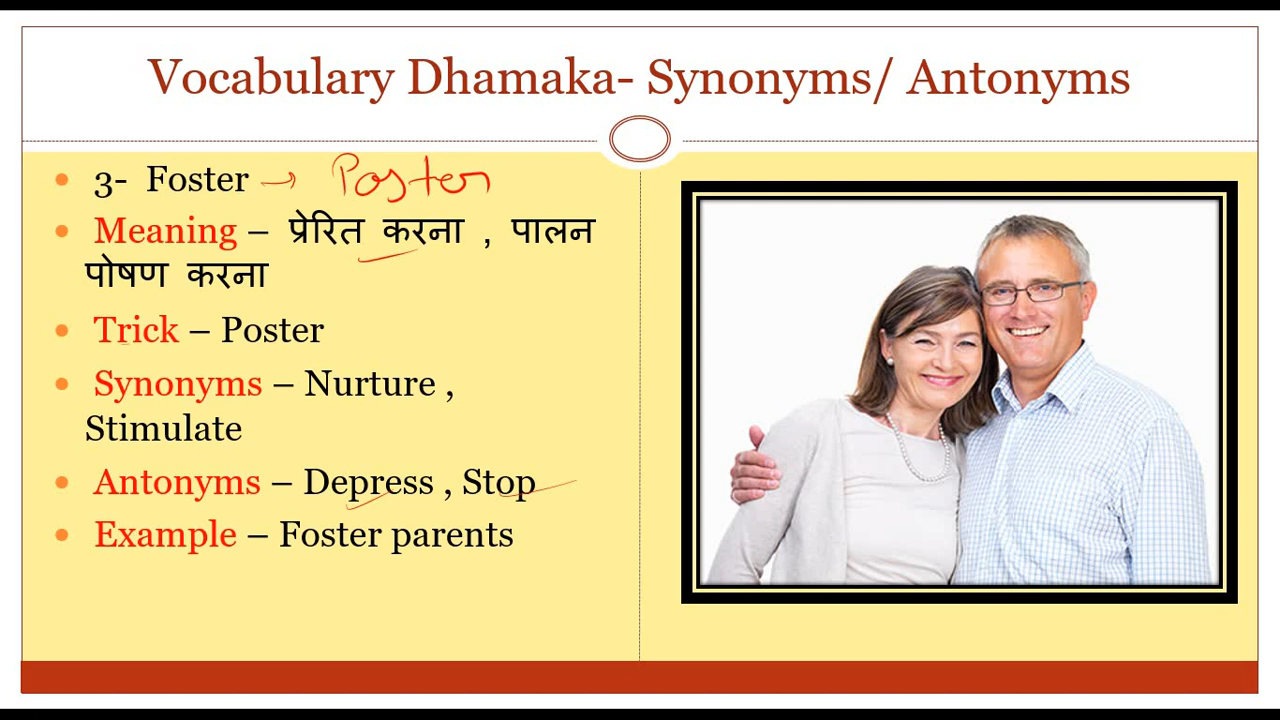 Vocabulary Dhamaka- Synonyms/ Antonyms
3- Foster → Poster
Meaning – प्रेरित करना , पालन
पोषण करना
Trick – Poster
Synonyms – Nurture ,
Stimulate
Antonyms – Depress , Stop
Example – Foster parents